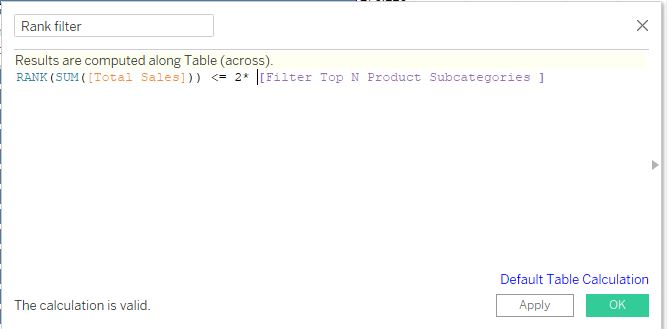 Rank filter
Results are computed along Table (across).
RANK(SUM([Total Sales])) <= 2* [Filter Top N Product Subcategories ]
Default Table Calculation
The calculation is valid.
Apply
OK